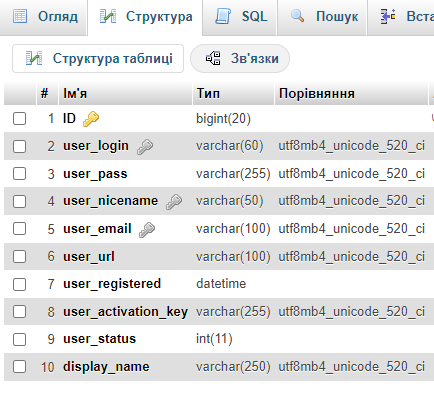 Огляд Структура SQL Пошук Вста
Структура таблиці Зв'язки
# Ім'я Тип Порівняння
1 ID bigint(20)
2 user_login varchar(60) utf8mb4_unicode_520_ci
3 user_pass varchar(255) utf8mb4_unicode_520_ci
4 user_nicename varchar(50) utf8mb4_unicode_520_ci
5 user_email varchar(100) utf8mb4_unicode_520_ci
6 user_url varchar(100) utf8mb4_unicode_520_ci
7 user_registered datetime
8 user_activation_key varchar(255) utf8mb4_unicode_520_ci
9 user_status int(11)
10 display_name varchar(250) utf8mb4_unicode_520_ci